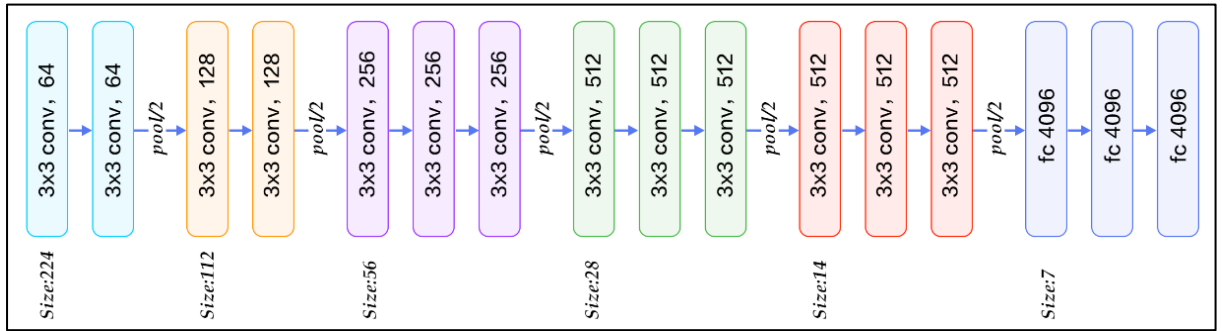 3x3 conv, 64
3x3 conv, 64
pool/2
3x3 conv, 128
3x3 conv, 128
pool/2
3x3 conv, 256
3x3 conv, 256
3x3 conv, 256
pool/2
3x3 conv, 512
3x3 conv, 512
3x3 conv, 512
pool/2
3x3 conv, 512
3x3 conv, 512
3x3 conv, 512
pool/2
fc 4096
fc 4096
fc 4096
Size:224
Size:112
Size:56
Size:28
Size:14
Size:7